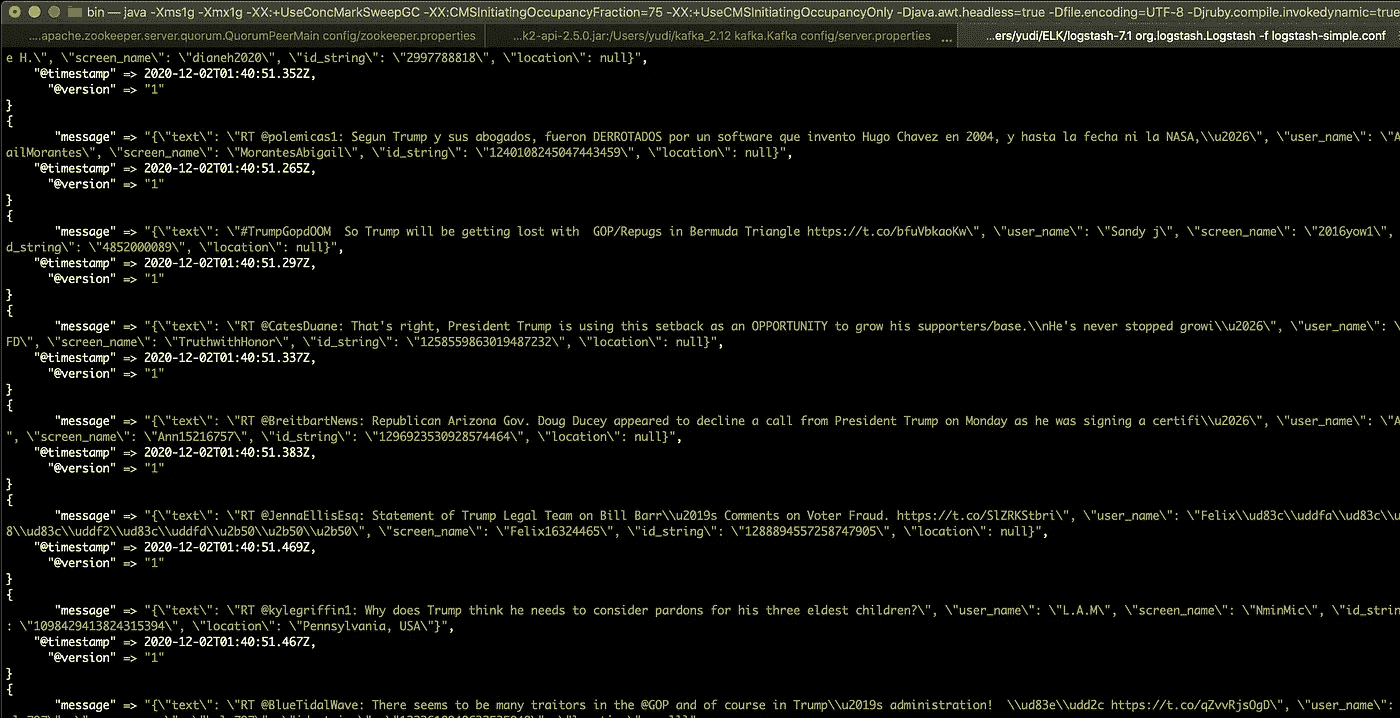 bin — java -Xms1g -Xmx1g -XX:+UseConcMarkSweepGC -XX:CMSInitiatingOccupancyFraction=75 -XX:+UseCMSInitiatingOccupancyOnly -Djava.awt.headless=true -Dfile.encoding=UTF-8 -Djruby.compile.invokedynamic=true
....apache.zookeeper.server.quorum.QuorumPeerMain config/zookeeper.properties ...k2-api-2.5.0.jar:/Users/yudi/kafka_2.12 kafka.Kafka config/server.properties ... ...ers/yudi/ELK/logstash-7.1 org.logstash.Logstash -f logstash-simple.conf
e H.\", \"screen_name\": \"dianeh2020\", \"id_string\": \"2997788818\", \"location\": null}",
"@timestamp" => 2020-12-02T01:40:51.352Z,
"@version" => "1"
}
{
"message" => "{\"text\": \"RT @polemicas1: Segun Trump y sus abogados, fueron DERROTADOS por un software que invento Hugo Chavez en 2004, y hasta la fecha ni la NASA,\\u2026\", \"user_name\": \"A
ailMorantes\", \"screen_name\": \"MorantesAbigail\", \"id_string\": \"1240108245047443459\", \"location\": null}",
"@timestamp" => 2020-12-02T01:40:51.265Z,
"@version" => "1"
}
{
"message" => "{\"text\": \"#TrumpGopdOOM  So Trump will be getting lost with  GOP/Repugs in Bermuda Triangle https://t.co/bfuVbkaoKw\", \"user_name\": \"Sandy j\", \"screen_name\": \"2016yow1\",
d_string\": \"4852000089\", \"location\": null}",
"@timestamp" => 2020-12-02T01:40:51.297Z,
"@version" => "1"
}
{
"message" => "{\"text\": \"RT @CatesDuane: That's right, President Trump is using this setback as an OPPORTUNITY to grow his supporters/base.\\nHe's never stopped growi\\u2026\", \"user_name\": \
FD\", \"screen_name\": \"TruthwithHonor\", \"id_string\": \"1258559863019487232\", \"location\": null}",
"@timestamp" => 2020-12-02T01:40:51.337Z,
"@version" => "1"
}
{
"message" => "{\"text\": \"RT @BreitbartNews: Republican Arizona Gov. Doug Ducey appeared to decline a call from President Trump on Monday as he was signing a certifi\\u2026\", \"user_name\": \"A
", \"screen_name\": \"Ann15216757\", \"id_string\": \"1296923530928574464\", \"location\": null}",
"@timestamp" => 2020-12-02T01:40:51.383Z,
"@version" => "1"
}
{
"message" => "{\"text\": \"RT @JennaEllisEsq: Statement of Trump Legal Team on Bill Barr\\u2019s Comments on Voter Fraud. https://t.co/SlZRKStbri\", \"user_name\": \"Felix\\ud83c\\uddfa\\ud83c\\u
8\\ud83c\\uddf2\\ud83c\\uddfd\\u2b50\\u2b50\\u2b50\", \"screen_name\": \"Felix16324465\", \"id_string\": \"1288894557258747905\", \"location\": null}",
"@timestamp" => 2020-12-02T01:40:51.469Z,
"@version" => "1"
}
{
"message" => "{\"text\": \"RT @kylegriffin1: Why does Trump think he needs to consider pardons for his three eldest children?\", \"user_name\": \"L.A.M\", \"screen_name\": \"NminMic\", \"id_strin
: \"1098429413824315394\", \"location\": \"Pennsylvania, USA\"}",
"@timestamp" => 2020-12-02T01:40:51.467Z,
"@version" => "1"
}
{
"message" => "{\"text\": \"RT @BlueTidalWave: There seems to be many traitors in the @GOP and of course in Trump\\u2019s administration!  \\ud83e\\udd2c https://t.co/qZvvRjsOgD\", \"user_name\":